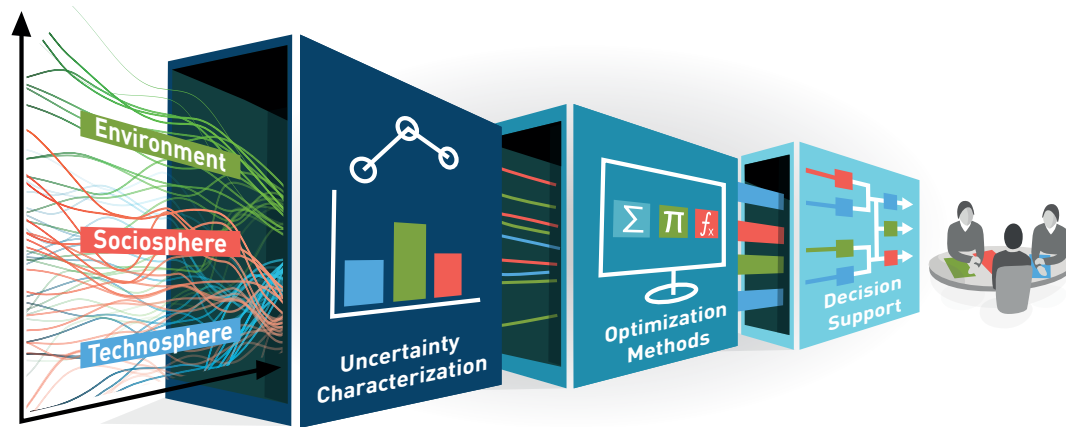 Environment
Sociosphere
Technosphere
Uncertainty
Characterization
Σ π fx
Optimization
Methods
Decision
Support